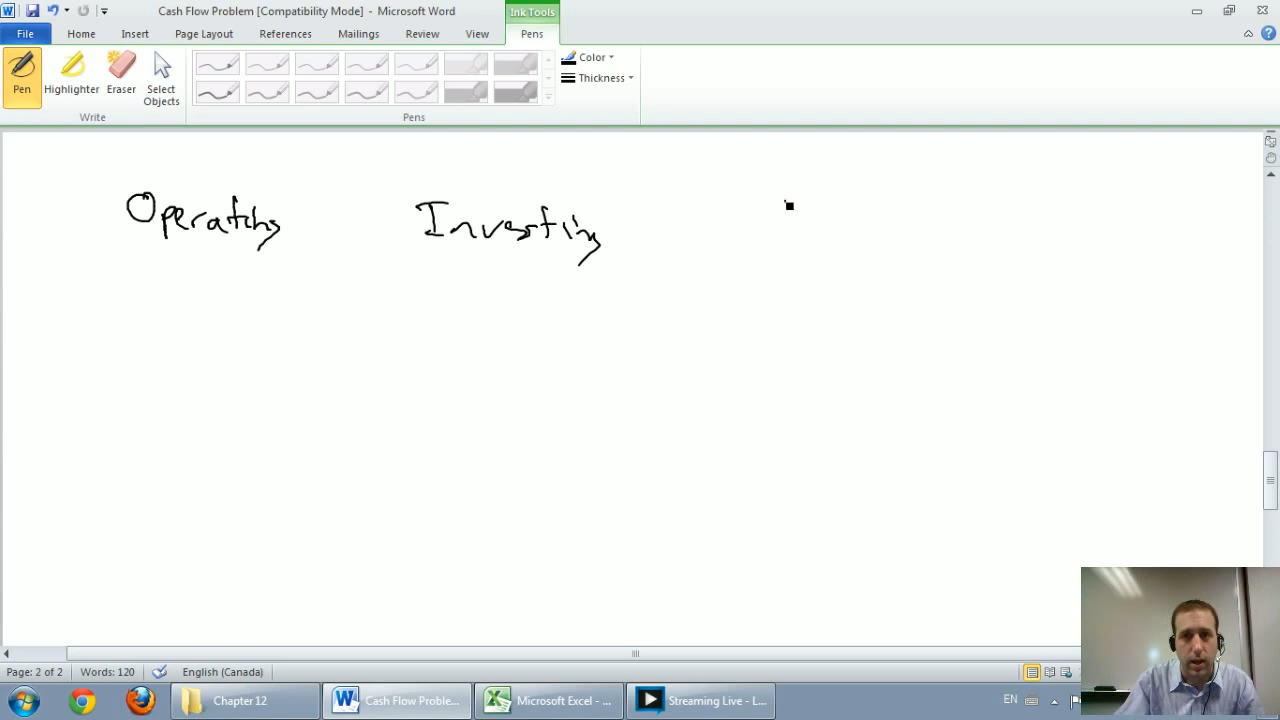 Cash Flow Problem [Compatibility Mode] - Microsoft Word
Ink Tools
File Home Insert Page Layout References Mailings Review View Pens
Pen Highlighter Eraser Select Objects
Color
Thickness
Write Pens
Operating Investing
Page: 2 of 2 Words: 120 English (Canada)
Chapter 12 Cash Flow Proble... Microsoft Excel - ... Streaming Live - L... EN